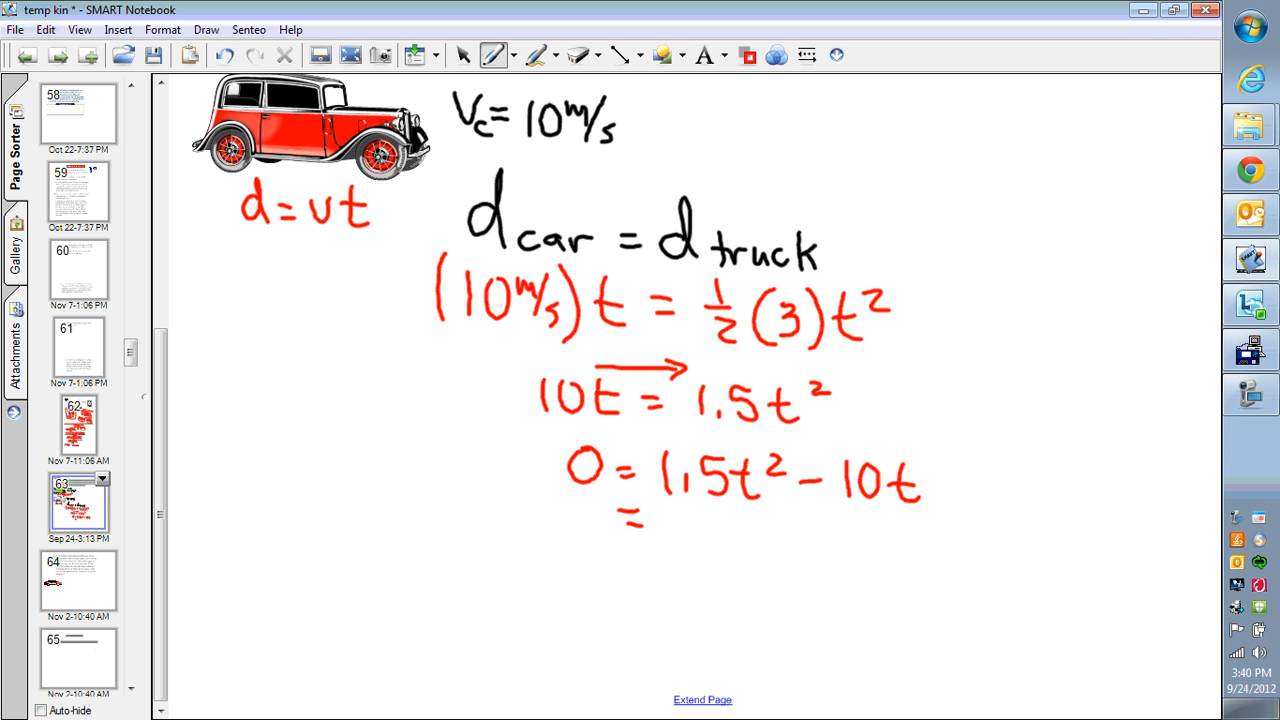 temp kin * - SMART Notebook
File Edit View Insert Format Draw Senteo Help
Page Sorter
Gallery
Attachments
58
Oct 22-7:37 PM
59
Oct 22-7:37 PM
60
Nov 7-1:06 PM
61
Nov 7-1:06 PM
62
Nov 7-11:06 AM
63
Sep 24-3:13 PM
64
Nov 2-10:40 AM
65
Nov 2-10:40 AM
Auto-hide
Vc = 10 m/s
d = vt
d car = d truck
(10 m/s) t = 1/2 (3) t²
10t = 1.5t²
0 = 1.5t² - 10t
=
Extend Page
3:40 PM
9/24/2012